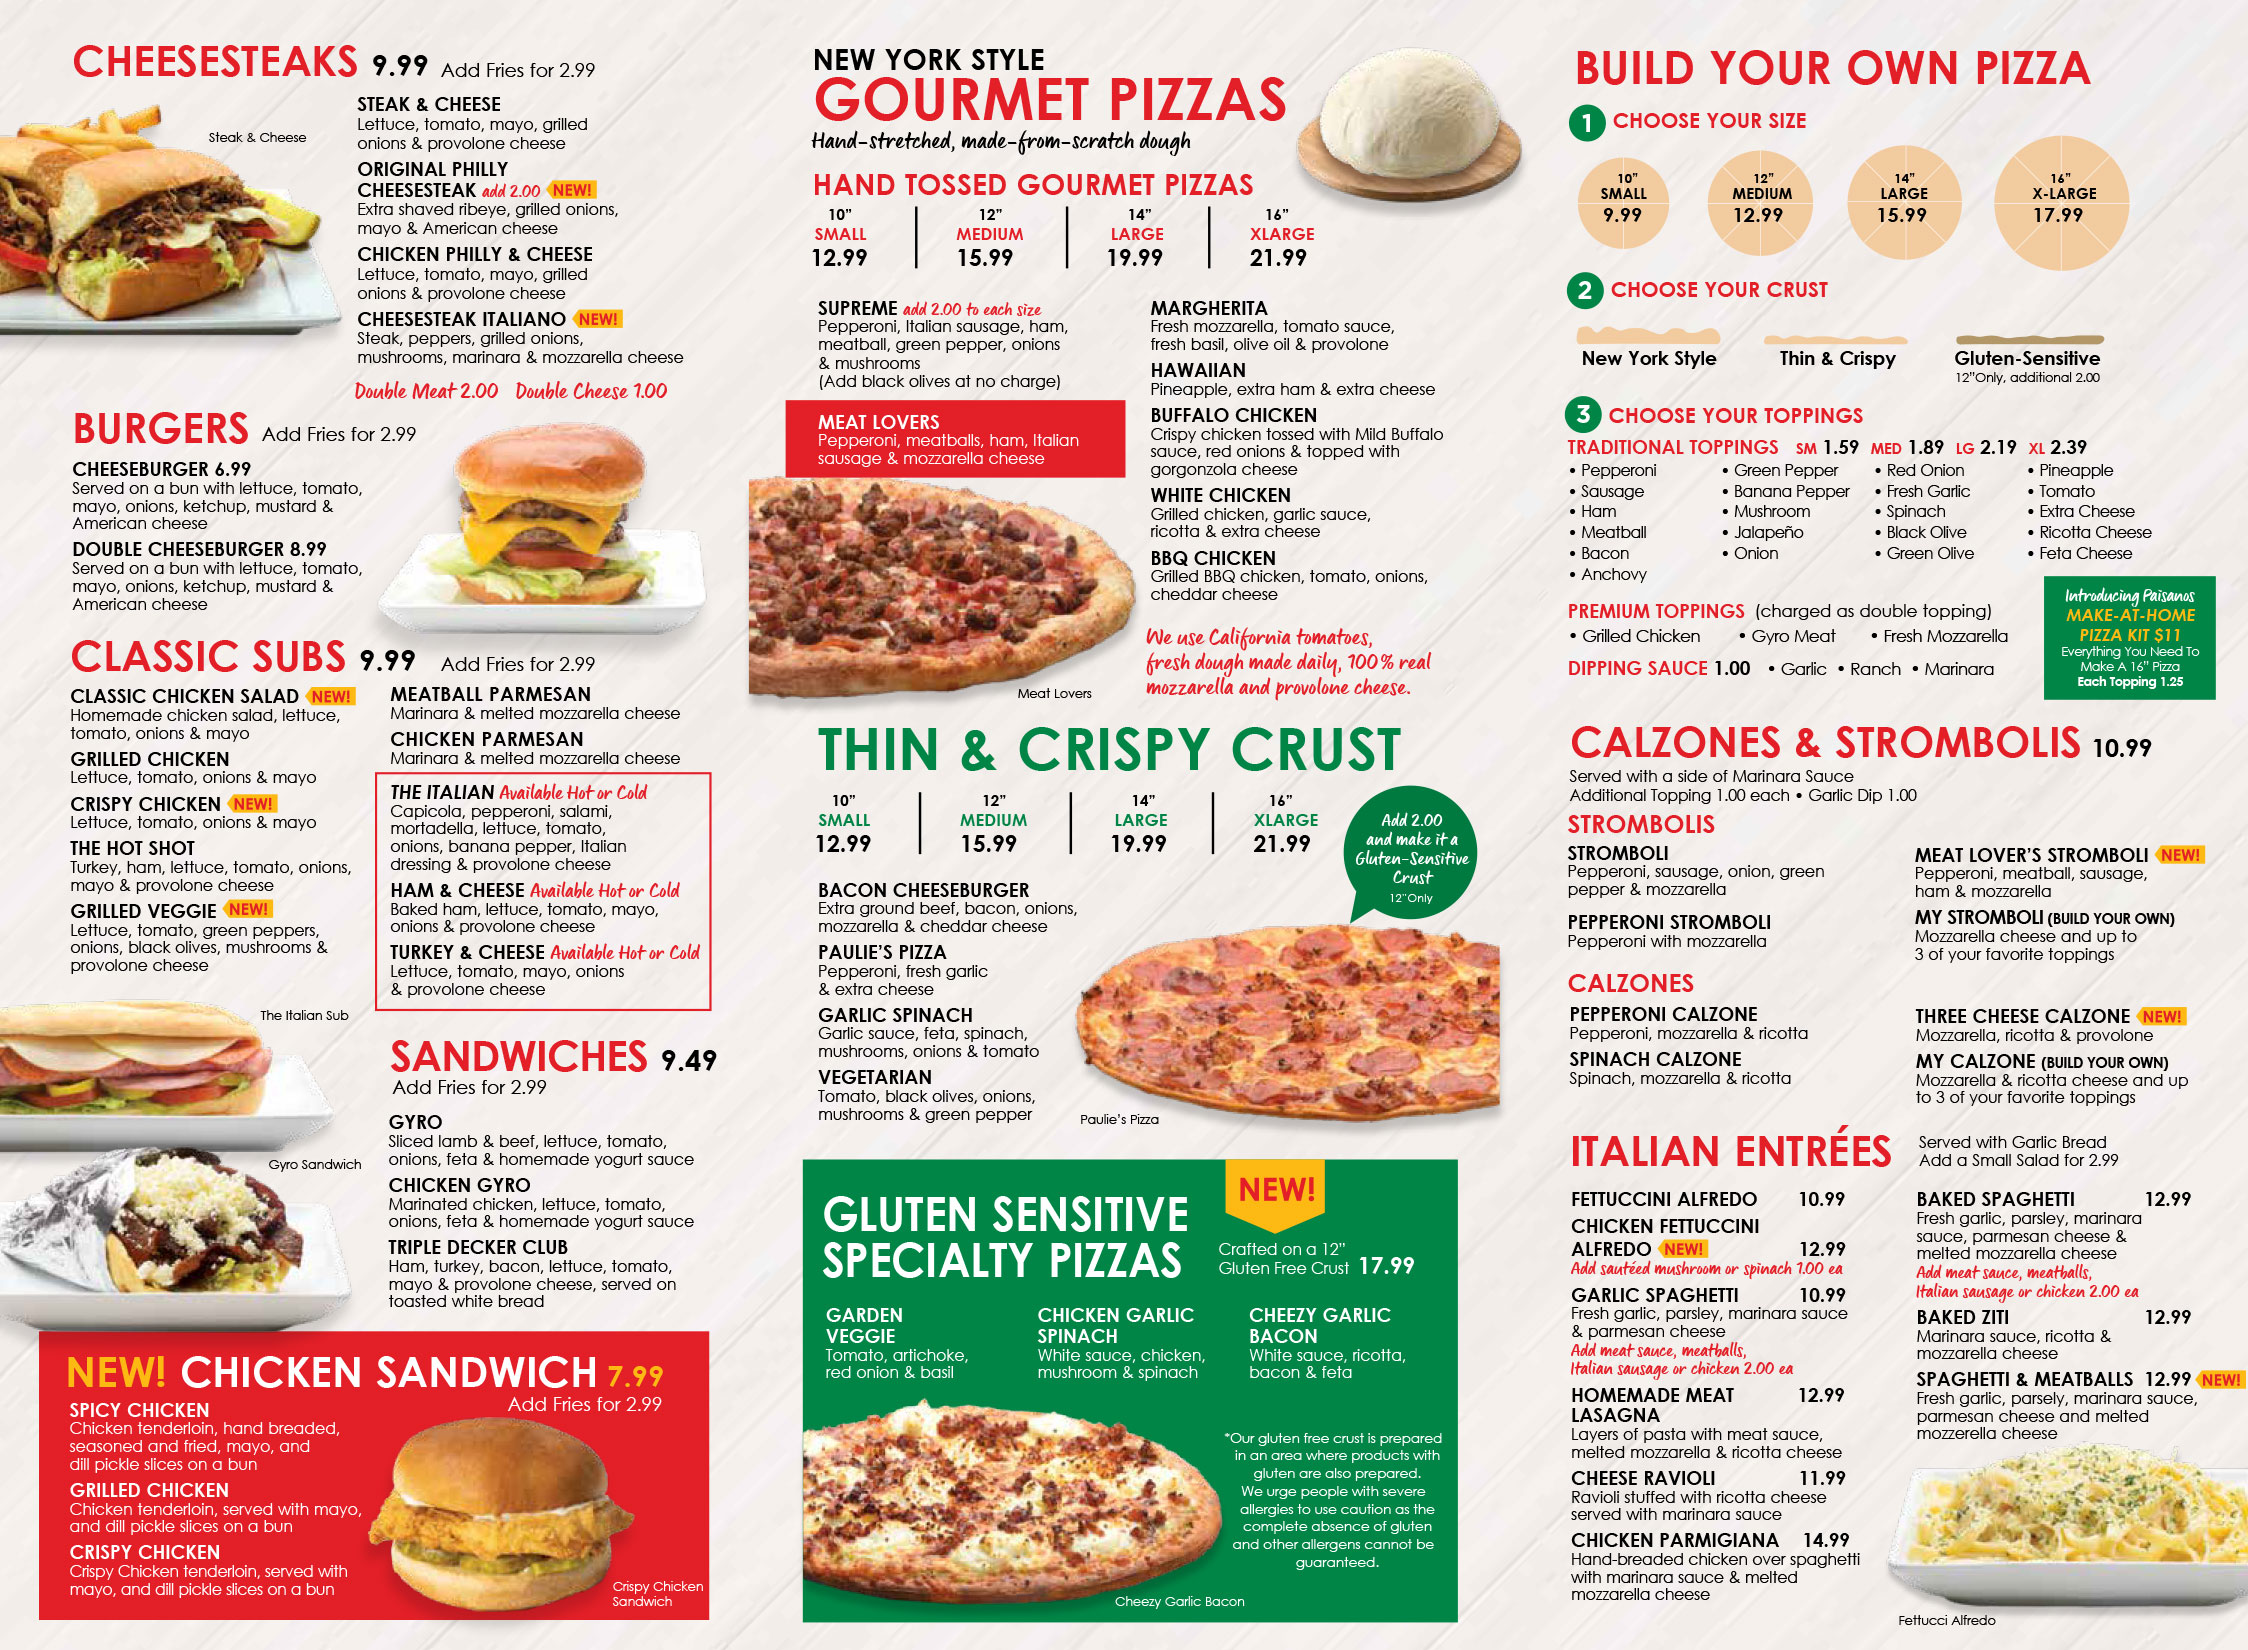 CHEESESTEAKS 9.99 Add Fries for 2.99
Steak & Cheese
STEAK & CHEESE
Lettuce, tomato, mayo, grilled
onions & provolone cheese
ORIGINAL PHILLY
CHEESESTEAK add 2.00 NEW!
Extra shaved ribeye, grilled onions,
mayo & American cheese
CHICKEN PHILLY & CHEESE
Lettuce, tomato, mayo, grilled
onions & provolone cheese
CHEESESTEAK ITALIANO NEW!
Steak, peppers, grilled onions,
mushrooms, marinara & mozzarella cheese
Double Meat 2.00 Double Cheese 1.00
BURGERS Add Fries for 2.99
CHEESEBURGER 6.99
Served on a bun with lettuce, tomato,
mayo, onions, ketchup, mustard &
American cheese
DOUBLE CHEESEBURGER 8.99
Served on a bun with lettuce, tomato,
mayo, onions, ketchup, mustard &
American cheese
CLASSIC SUBS 9.99 Add Fries for 2.99
CLASSIC CHICKEN SALAD NEW!
Homemade chicken salad, lettuce,
tomato, onions & mayo
GRILLED CHICKEN
Lettuce, tomato, onions & mayo
CRISPY CHICKEN NEW!
Lettuce, tomato, onions & mayo
THE HOT SHOT
Turkey, ham, lettuce, tomato, onions,
mayo & provolone cheese
GRILLED VEGGIE NEW!
Lettuce, tomato, green peppers,
onions, black olives, mushrooms &
provolone cheese
MEATBALL PARMESAN
Marinara & melted mozzarella cheese
CHICKEN PARMESAN
Marinara & melted mozzarella cheese
THE ITALIAN Available Hot or Cold
Capicola, pepperoni, salami,
mortadella, lettuce, tomato,
onions, banana pepper, Italian
dressing & provolone cheese
HAM & CHEESE Available Hot or Cold
Baked ham, lettuce, tomato, mayo,
onions & provolone cheese
TURKEY & CHEESE Available Hot or Cold
Lettuce, tomato, mayo, onions
& provolone cheese
The Italian Sub
Gyro Sandwich
SANDWICHES 9.49
Add Fries for 2.99
GYRO
Sliced lamb & beef, lettuce, tomato,
onions, feta & homemade yogurt sauce
CHICKEN GYRO
Marinated chicken, lettuce, tomato,
onions, feta & homemade yogurt sauce
TRIPLE DECKER CLUB
Ham, turkey, bacon, lettuce, tomato,
mayo & provolone cheese, served on
toasted white bread
NEW! CHICKEN SANDWICH 7.99
Add Fries for 2.99
SPICY CHICKEN
Chicken tenderloin, hand breaded,
seasoned and fried, mayo, and
dill pickle slices on a bun
GRILLED CHICKEN
Chicken tenderloin, served with mayo,
and dill pickle slices on a bun
CRISPY CHICKEN
Crispy Chicken tenderloin, served with
mayo, and dill pickle slices on a bun
Crispy Chicken
Sandwich
NEW YORK STYLE
GOURMET PIZZAS
Hand-stretched, made-from-scratch dough
HAND TOSSED GOURMET PIZZAS
10" 12" 14" 16"
SMALL MEDIUM LARGE XLARGE
12.99 15.99 19.99 21.99
SUPREME add 2.00 to each size
Pepperoni, Italian sausage, ham,
meatball, green pepper, onions
& mushrooms
(Add black olives at no charge)
MEAT LOVERS
Pepperoni, meatballs, ham, Italian
sausage & mozzarella cheese
Meat Lovers
MARGHERITA
Fresh mozzarella, tomato sauce,
fresh basil, olive oil & provolone
HAWAIIAN
Pineapple, extra ham & extra cheese
BUFFALO CHICKEN
Crispy chicken tossed with Mild Buffalo
sauce, red onions & topped with
gorgonzola cheese
WHITE CHICKEN
Grilled chicken, garlic sauce,
ricotta & extra cheese
BBQ CHICKEN
Grilled BBQ chicken, tomato, onions,
cheddar cheese
We use California tomatoes,
fresh dough made daily, 100% real
mozzarella and provolone cheese.
THIN & CRISPY CRUST
10" 12" 14" 16"
SMALL MEDIUM LARGE XLARGE
12.99 15.99 19.99 21.99
Add 2.00
and make it a
Gluten-Sensitive
Crust
12"Only
BACON CHEESEBURGER
Extra ground beef, bacon, onions,
mozzarella & cheddar cheese
PAULIE'S PIZZA
Pepperoni, fresh garlic
& extra cheese
GARLIC SPINACH
Garlic sauce, feta, spinach,
mushrooms, onions & tomato
VEGETARIAN
Tomato, black olives, onions,
mushrooms & green pepper
Paulie's Pizza
GLUTEN SENSITIVE
SPECIALTY PIZZAS
NEW!
Crafted on a 12"
Gluten Free Crust 17.99
GARDEN
VEGGIE
Tomato, artichoke,
red onion & basil
CHICKEN GARLIC
SPINACH
White sauce, chicken,
mushroom & spinach
CHEEZY GARLIC
BACON
White sauce, ricotta,
bacon & feta
*Our gluten free crust is prepared
in an area where products with
gluten are also prepared.
We urge people with severe
allergies to use caution as the
complete absence of gluten
and other allergens cannot be
guaranteed.
Cheezy Garlic Bacon
BUILD YOUR OWN PIZZA
1 CHOOSE YOUR SIZE
10" 12" 14" 16"
SMALL MEDIUM LARGE X-LARGE
9.99 12.99 15.99 17.99
2 CHOOSE YOUR CRUST
New York Style Thin & Crispy Gluten-Sensitive
12"Only, additional 2.00
3 CHOOSE YOUR TOPPINGS
TRADITIONAL TOPPINGS SM 1.59 MED 1.89 LG 2.19 XL 2.39
• Pepperoni • Green Pepper • Red Onion • Pineapple
• Sausage • Banana Pepper • Fresh Garlic • Tomato
• Ham • Mushroom • Spinach • Extra Cheese
• Meatball • Jalapeño • Black Olive • Ricotta Cheese
• Bacon • Onion • Green Olive • Feta Cheese
• Anchovy
PREMIUM TOPPINGS (charged as double topping)
• Grilled Chicken • Gyro Meat • Fresh Mozzarella
DIPPING SAUCE 1.00 • Garlic • Ranch • Marinara
Introducing Paisanos
MAKE-AT-HOME
PIZZA KIT $11
Everything You Need To
Make A 16" Pizza
Each Topping 1.25
CALZONES & STROMBOLIS 10.99
Served with a side of Marinara Sauce
Additional Topping 1.00 each • Garlic Dip 1.00
STROMBOLIS
STROMBOLI
Pepperoni, sausage, onion, green
pepper & mozzarella
PEPPERONI STROMBOLI
Pepperoni with mozzarella
MEAT LOVER'S STROMBOLI NEW!
Pepperoni, meatball, sausage,
ham & mozzarella
MY STROMBOLI (BUILD YOUR OWN)
Mozzarella cheese and up to
3 of your favorite toppings
CALZONES
PEPPERONI CALZONE
Pepperoni, mozzarella & ricotta
SPINACH CALZONE
Spinach, mozzarella & ricotta
THREE CHEESE CALZONE NEW!
Mozzarella, ricotta & provolone
MY CALZONE (BUILD YOUR OWN)
Mozzarella & ricotta cheese and up
to 3 of your favorite toppings
ITALIAN ENTRÉES
Served with Garlic Bread
Add a Small Salad for 2.99
FETTUCCINI ALFREDO 10.99
CHICKEN FETTUCCINI
ALFREDO NEW! 12.99
Add sautéed mushroom or spinach 1.00 ea
GARLIC SPAGHETTI 10.99
Fresh garlic, parsley, marinara sauce
& parmesan cheese
Add meat sauce, meatballs,
Italian sausage or chicken 2.00 ea
HOMEMADE MEAT 12.99
LASAGNA
Layers of pasta with meat sauce,
melted mozzarella & ricotta cheese
CHEESE RAVIOLI 11.99
Ravioli stuffed with ricotta cheese
served with marinara sauce
CHICKEN PARMIGIANA 14.99
Hand-breaded chicken over spaghetti
with marinara sauce & melted
mozzarella cheese
BAKED SPAGHETTI 12.99
Fresh garlic, parsley, marinara
sauce, parmesan cheese &
melted mozzarella cheese
Add meat sauce, meatballs,
Italian sausage or chicken 2.00 ea
BAKED ZITI 12.99
Marinara sauce, ricotta &
mozzarella cheese
SPAGHETTI & MEATBALLS 12.99 NEW!
Fresh garlic, parsely, marinara sauce,
parmesan cheese and melted
mozzerella cheese
Fettucci Alfredo